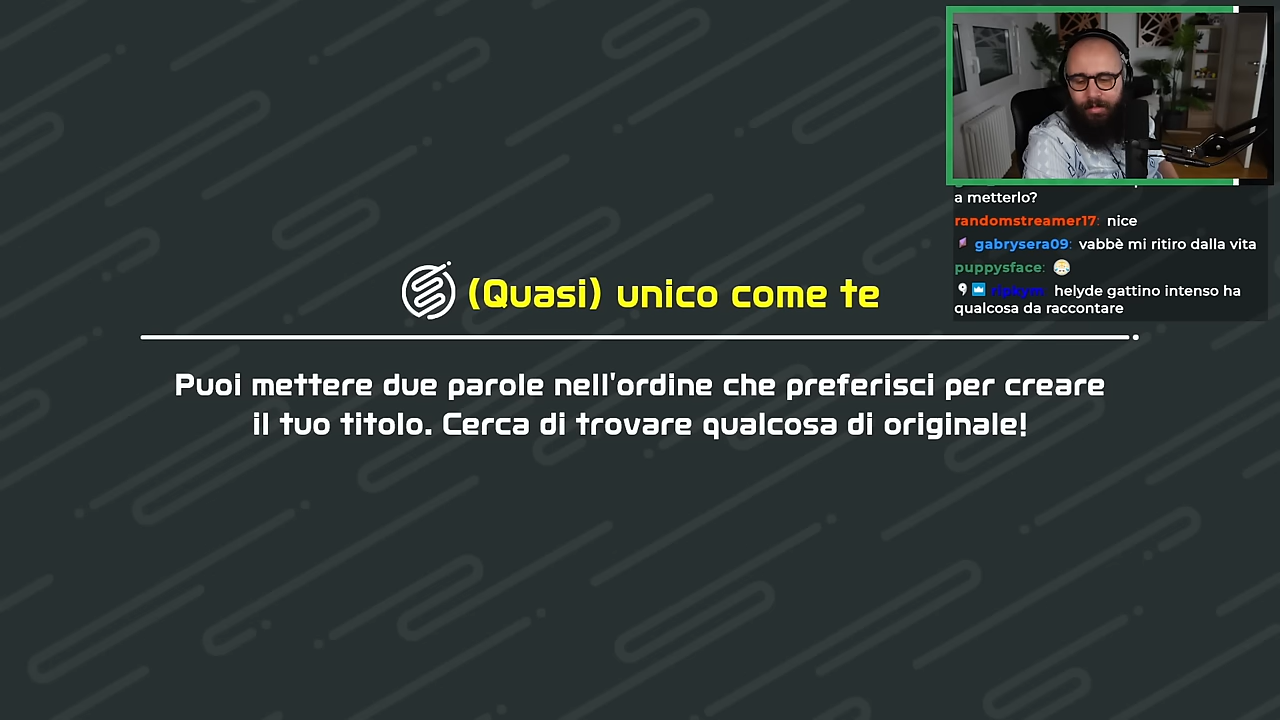 (Quasi) unico come te
Puoi mettere due parole nell'ordine che preferisci per creare
il tuo titolo. Cerca di trovare qualcosa di originale!
a metterlo?
randomstreamer17: nice
gabrysera09: vabbè mi ritiro dalla vita
puppysface:
ripkym helyde gattino intenso ha
qualcosa da raccontare